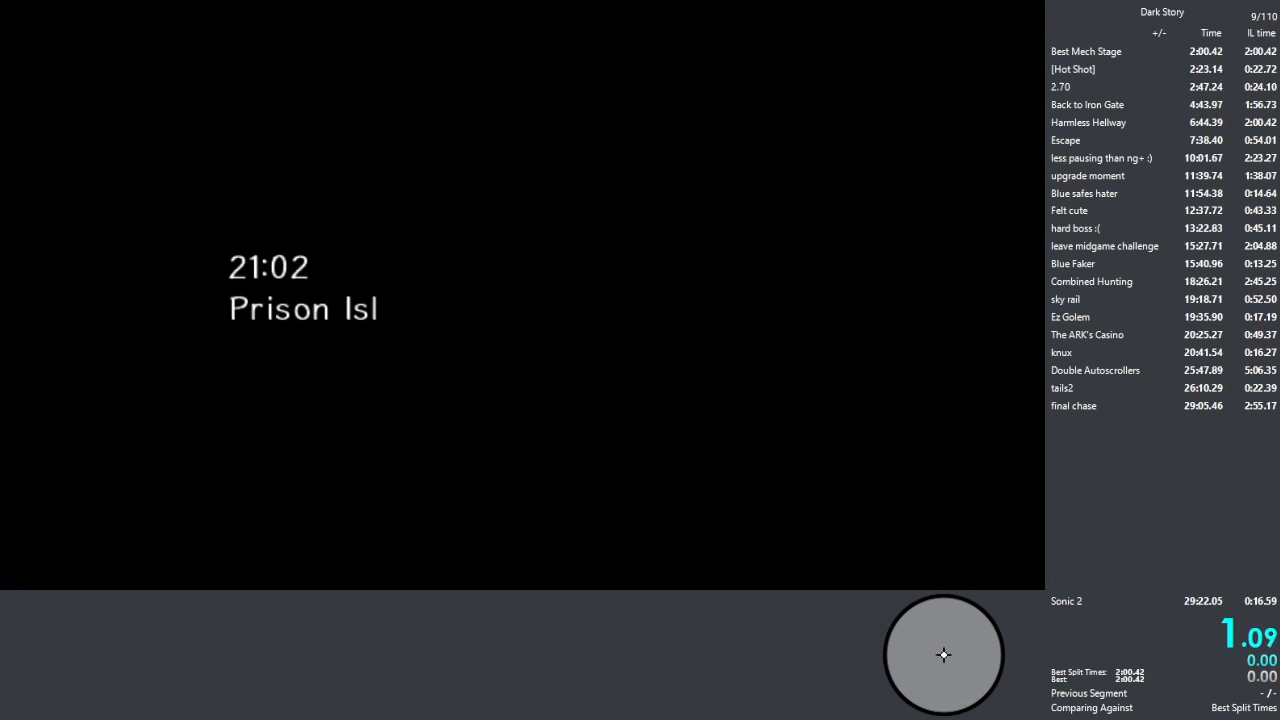 21:02
Prison Isl
Dark Story
9/110
+/- Time IL time
Best Mech Stage 2:00.42 2:00.42
[Hot Shot] 2:23.14 0:22.72
2.70 2:47.24 0:24.10
Back to Iron Gate 4:43.97 1:56.73
Harmless Hellway 6:44.39 2:00.42
Escape 7:38.40 0:54.01
less pausing than ng+ :) 10:01.67 2:23.27
upgrade moment 11:39.74 1:38.07
Blue safes hater 11:54.38 0:14.64
Felt cute 12:37.72 0:43.33
hard boss :( 13:22.83 0:45.11
leave midgame challenge 15:27.71 2:04.88
Blue Faker 15:40.96 0:13.25
Combined Hunting 18:26.21 2:45.25
sky rail 19:18.71 0:52.50
Ez Golem 19:35.90 0:17.19
The ARK's Casino 20:25.27 0:49.37
knux 20:41.54 0:16.27
Double Autoscrollers 25:47.89 5:06.35
tails2 26:10.29 0:22.39
final chase 29:05.46 2:55.17
Sonic 2 29:22.05 0:16.59
1.09
0.00
0.00
Best Split Times: 2:00.42
Best: 2:00.42
Previous Segment - /-
Comparing Against Best Split Times